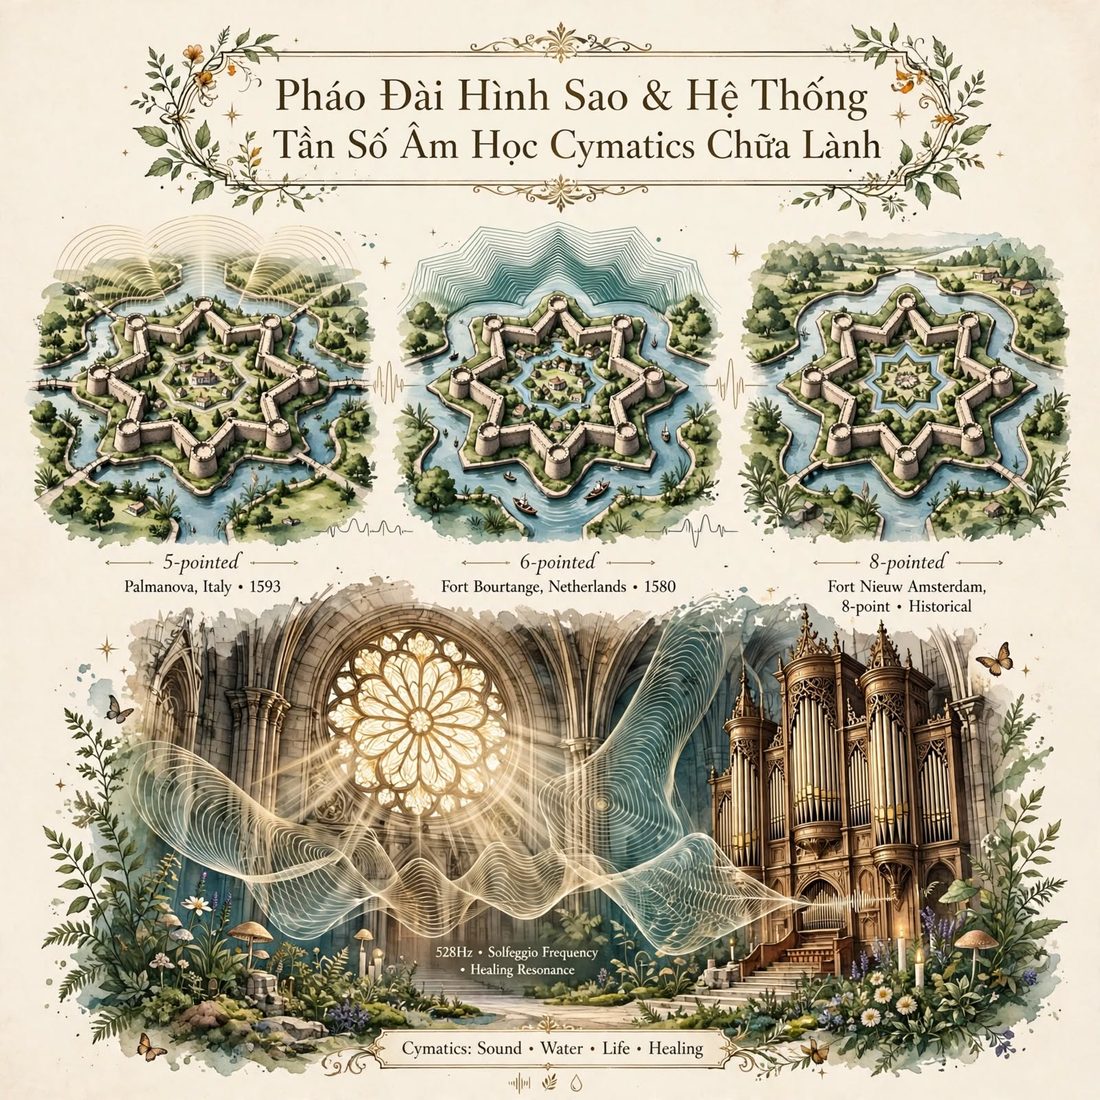 Pháo Đài Hình Sao & Hệ Thống
Tần Số Âm Học Cymatics Chữa Lành
5-pointed
Palmanova, Italy • 1593
6-pointed
Fort Bourtange, Netherlands • 1580
8-pointed
Fort Nieuw Amsterdam,
8-point • Historical
528Hz • Solfeggio Frequency
• Healing Resonance
Cymatics: Sound • Water • Life • Healing